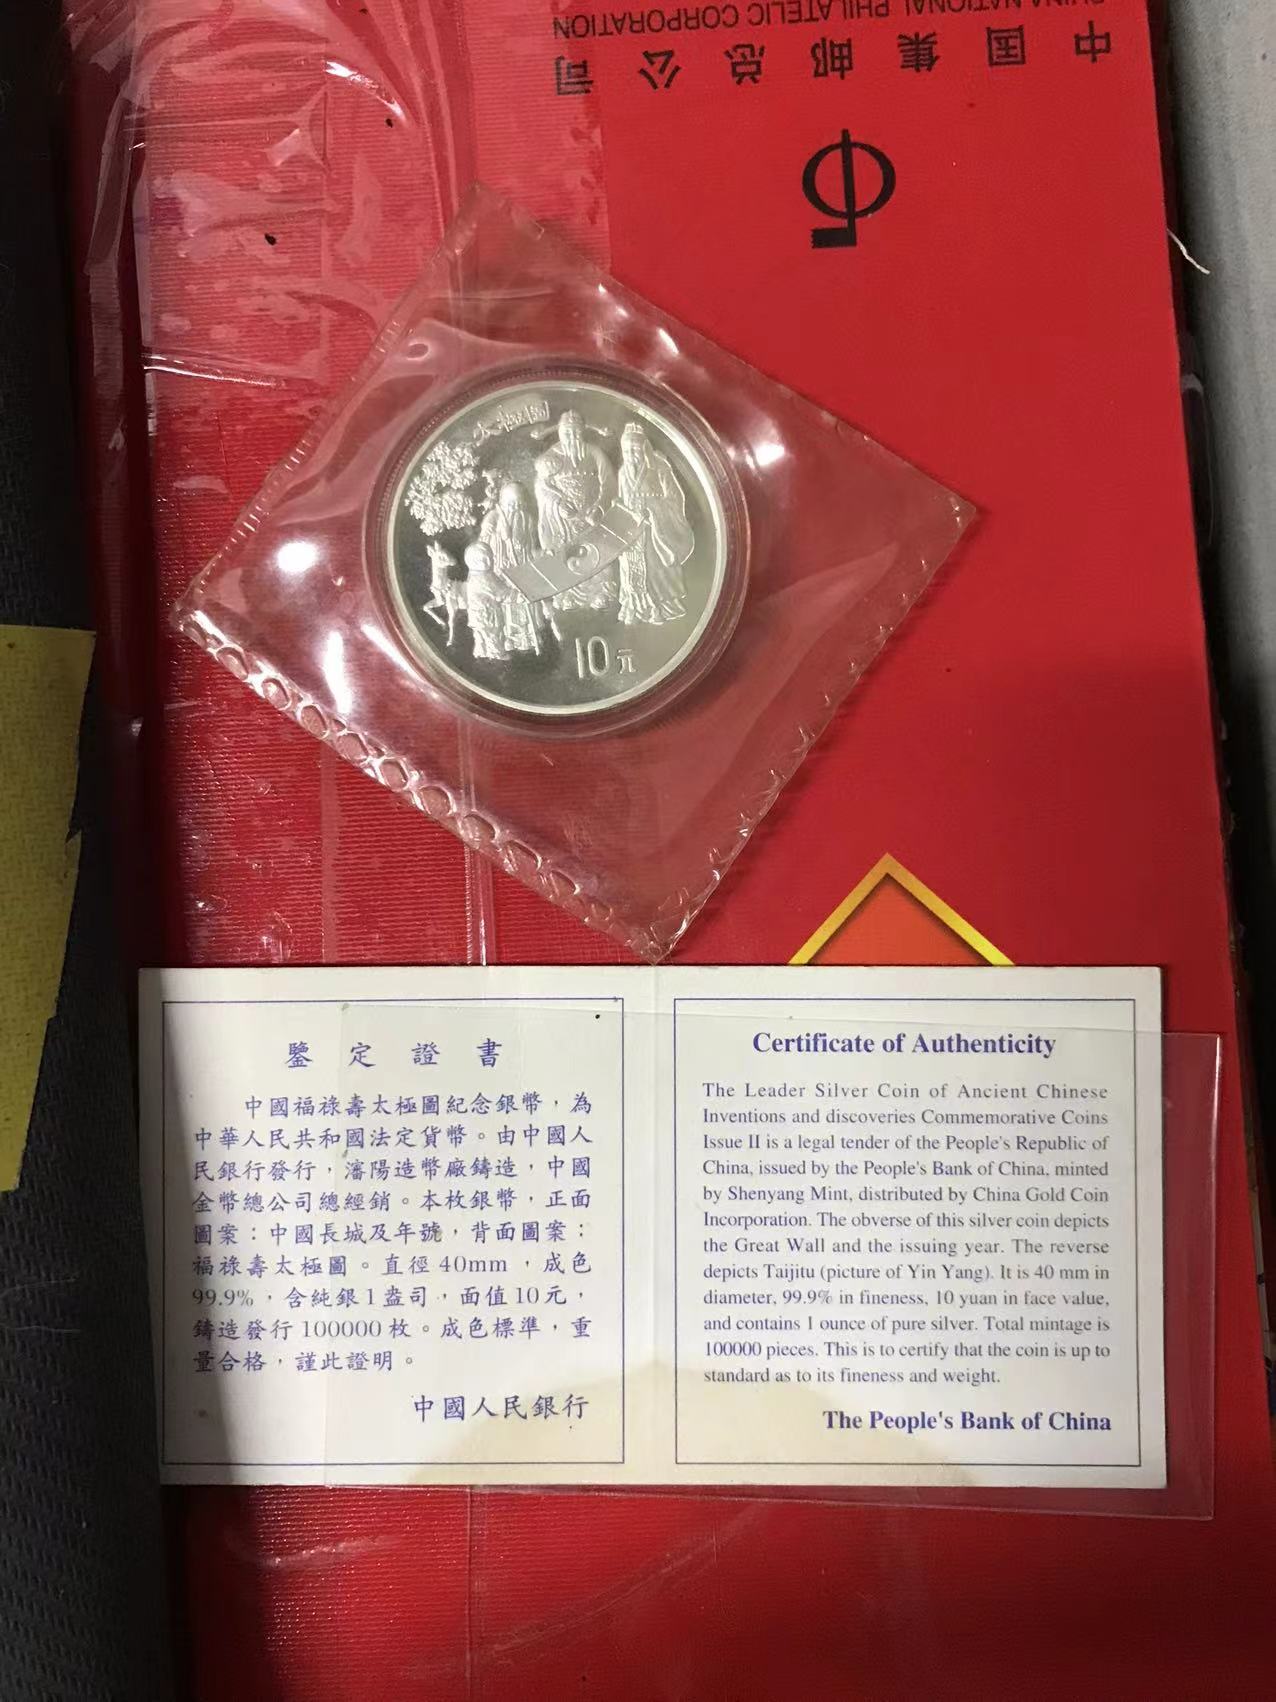 CHINA NATIONAL PHILATELIC CORPORATION
中国集邮总公司
太極圖
10元
鑒定證書
中國福祿壽太極圖紀念銀幣，為
中華人民共和國法定貨幣。由中國人
民銀行發行，瀋陽造幣廠鑄造，中國
金幣總公司總經銷。本枚銀幣，正面
圖案：中國長城及年號，背面圖案：
福祿壽太極圖。直徑40mm，成色
99.9%，含純銀1盎司，面值10元，
鑄造發行100000枚。成色標準，重
量合格，謹此證明。
中國人民銀行
Certificate of Authenticity
The Leader Silver Coin of Ancient Chinese
Inventions and discoveries Commemorative Coins
Issue II is a legal tender of the People's Republic of
China, issued by the People's Bank of China, minted
by Shenyang Mint, distributed by China Gold Coin
Incorporation. The obverse of this silver coin depicts
the Great Wall and the issuing year. The reverse
depicts Taijitu (picture of Yin Yang). It is 40 mm in
diameter, 99.9% in fineness, 10 yuan in face value,
and contains 1 ounce of pure silver. Total mintage is
100000 pieces. This is to certify that the coin is up to
standard as to its fineness and weight.
The People's Bank of China